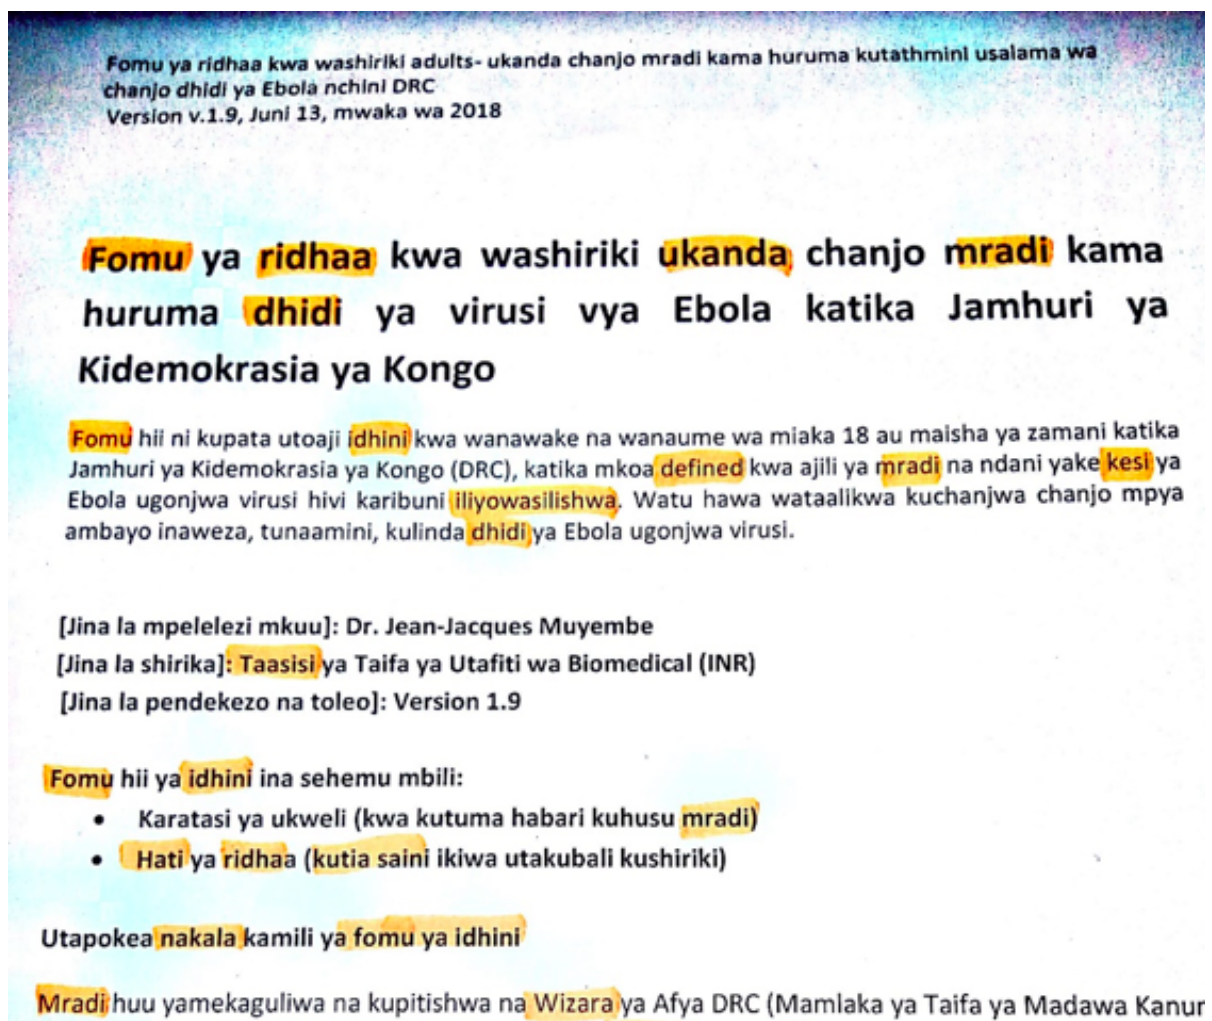 Fomu ya ridhaa kwa washiriki adults- ukanda chanjo mradi kama huruma kutathmini usalama wa
chanjo dhidi ya Ebola nchini DRC
Version v.1.9, Juni 13, mwaka wa 2018
Fomu ya ridhaa kwa washiriki ukanda chanjo mradi kama
huruma dhidi ya virusi vya Ebola katika Jamhuri ya
Kidemokrasia ya Kongo
Fomu hii ni kupata utoaji idhini kwa wanawake na wanaume wa miaka 18 au maisha ya zamani katika
Jamhuri ya Kidemokrasia ya Kongo (DRC), katika mkoa defined kwa ajili ya mradi na ndani yake kesi ya
Ebola ugonjwa virusi hivi karibuni iliyowasilishwa. Watu hawa wataalikwa kuchanjwa chanjo mpya
ambayo inaweza, tunaamini, kulinda dhidi ya Ebola ugonjwa virusi.
[Jina la mpelelezi mkuu]: Dr. Jean-Jacques Muyembe
[Jina la shirika]: Taasisi ya Taifa ya Utafiti wa Biomedical (INR)
[Jina la pendekezo na toleo]: Version 1.9
Fomu hii ya idhini ina sehemu mbili:
• Karatasi ya ukweli (kwa kutuma habari kuhusu mradi)
• Hati ya ridhaa (kutia saini ikiwa utakubali kushiriki)
Utapokea nakala kamili ya fomu ya idhini
Mradi huu yamekaguliwa na kupitishwa na Wizara ya Afya DRC (Mamlaka ya Taifa ya Madawa Kanun